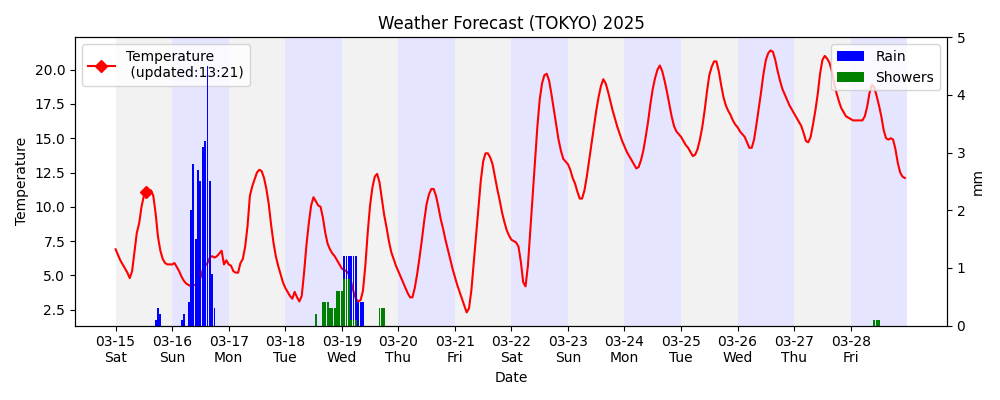 Weather Forecast (TOKYO) 2025
Temperature
(updated:13:21)
Rain
Showers
Temperature
20.0
17.5
15.0
12.5
10.0
7.5
5.0
2.5
5
4
3
2
1
0
mm
03-15 03-16 03-17 03-18 03-19 03-20 03-21 03-22 03-23 03-24 03-25 03-26 03-27 03-28
Sat Sun Mon Tue Wed Thu Fri Sat Sun Mon Tue Wed Thu Fri
Date